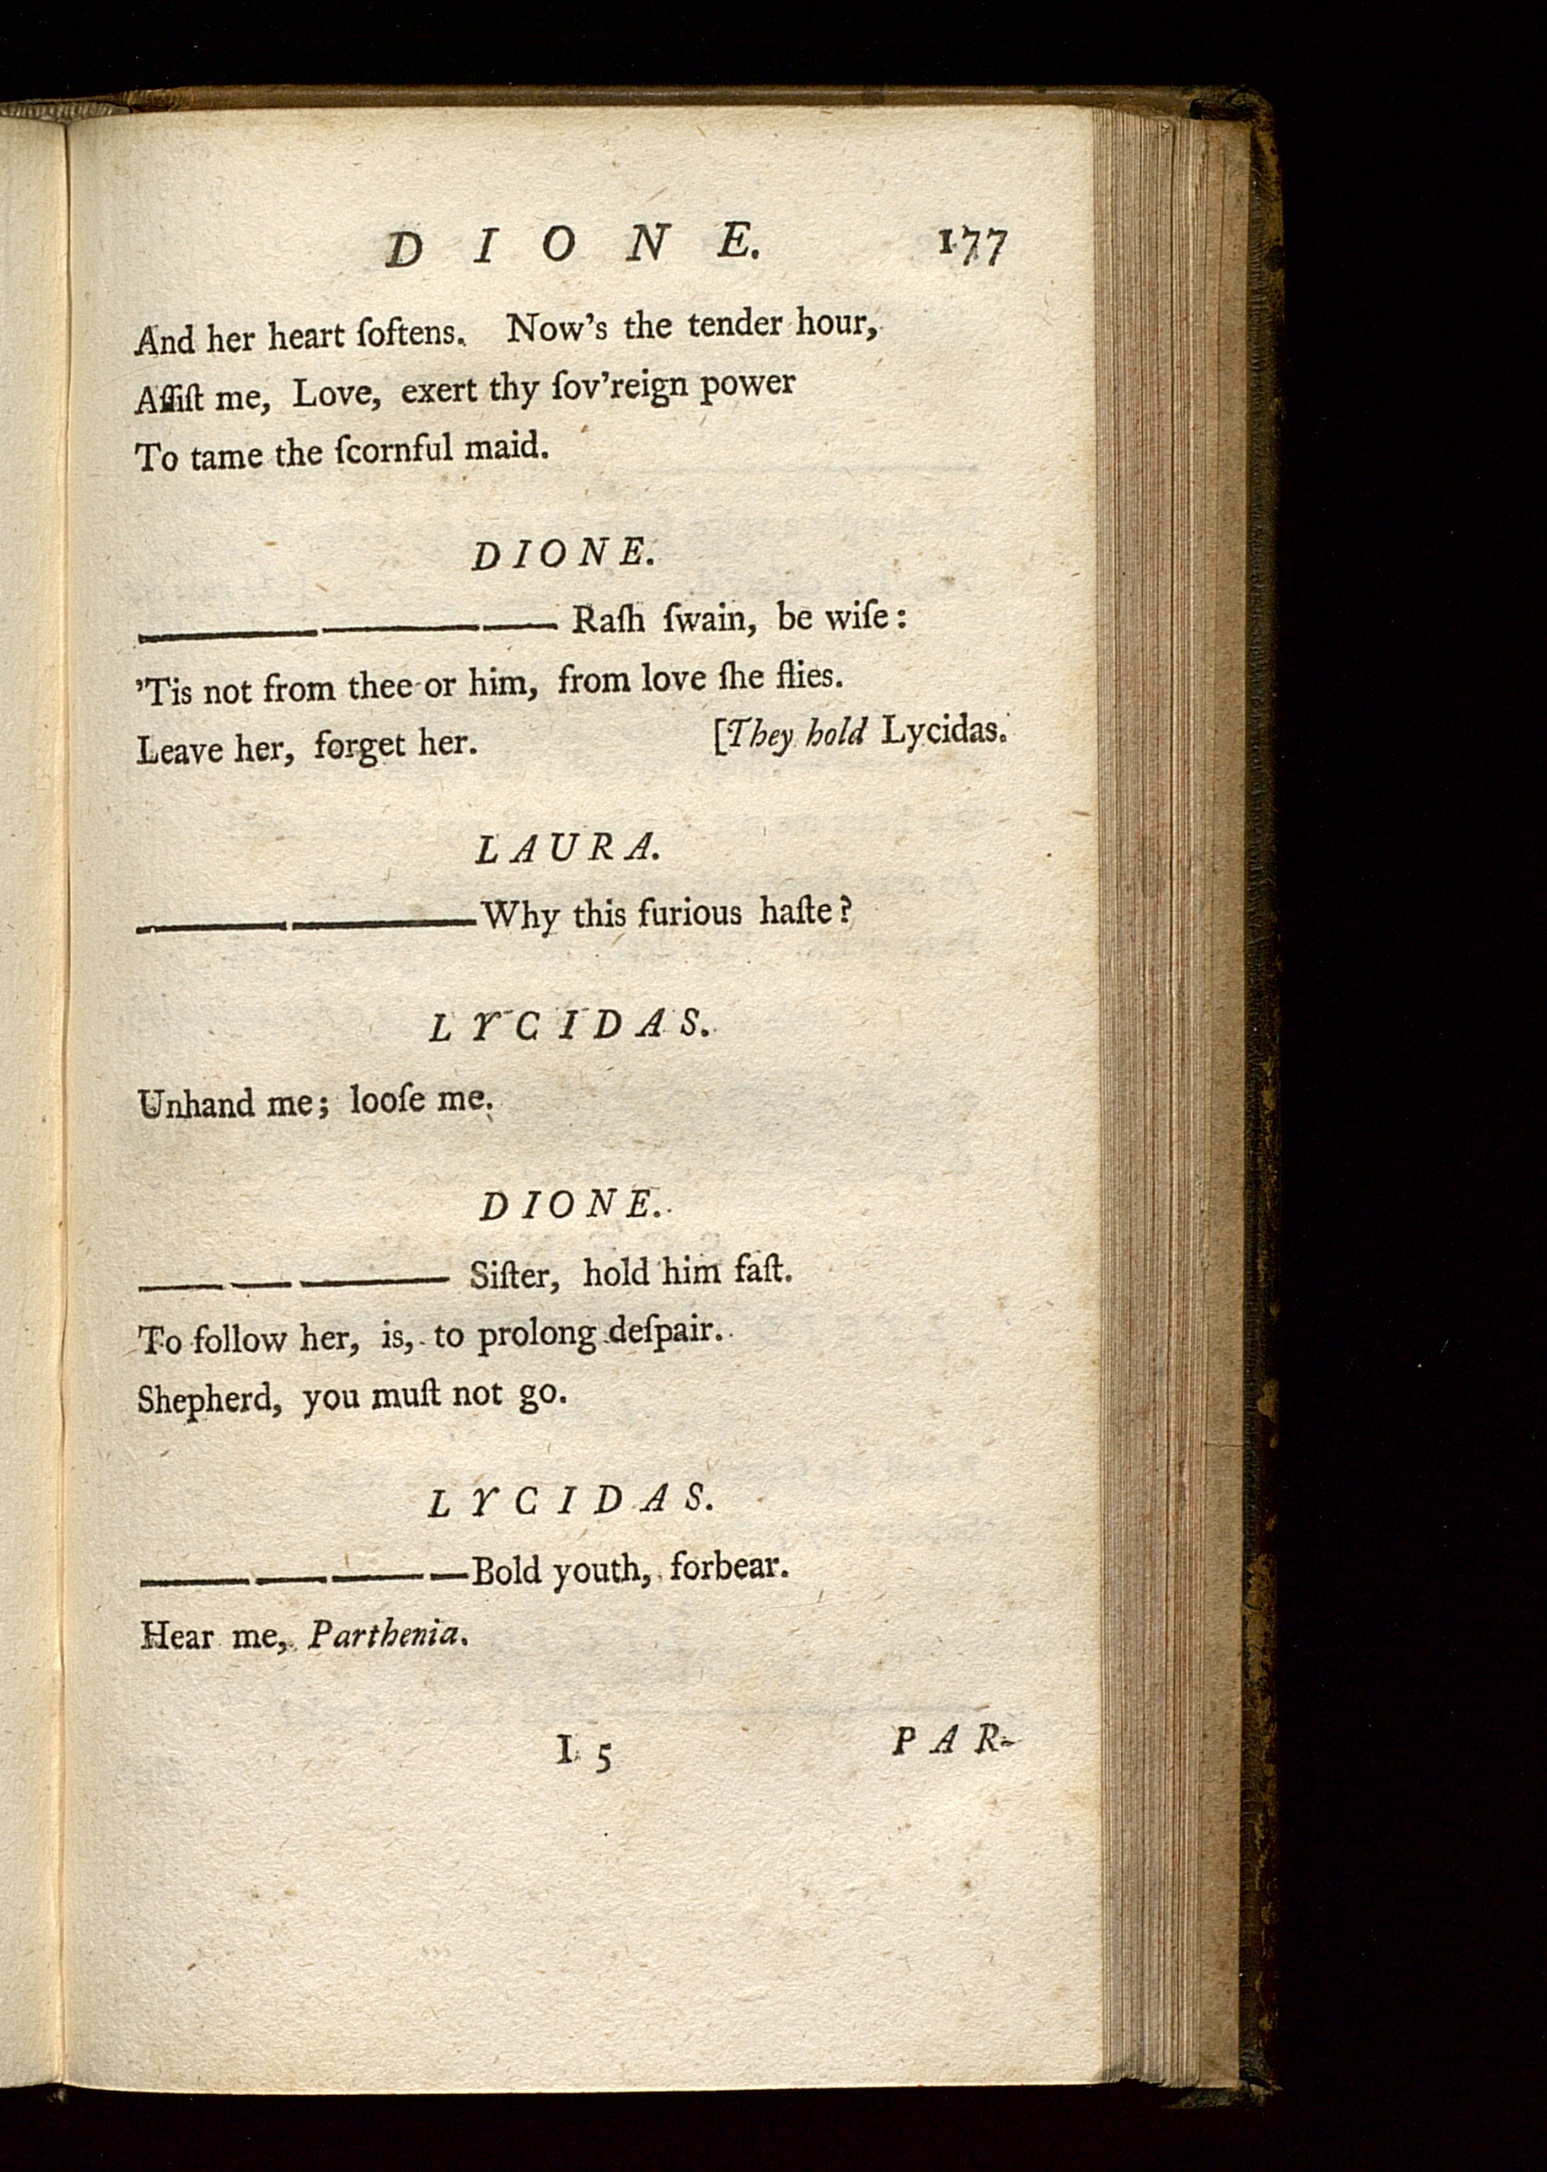 DIONE. 177
And her heart ſoftens. Now's the tender hour,
Aſſiſt me, Love, exert thy ſov'reign power
To tame the ſcornful maid.
DIONE.
——— Raſh ſwain, be wiſe:
'Tis not from thee or him, from love ſhe flies.
Leave her, forget her. [They hold Lycidas.
LAURA.
——— Why this furious haſte?
LYCIDAS.
Unhand me; looſe me.
DIONE.
——— Siſter, hold him faſt.
To follow her, is, to prolong deſpair.
Shepherd, you muſt not go.
LYCIDAS.
———— Bold youth, forbear.
Hear me, Parthenia.
I 5 PAR-